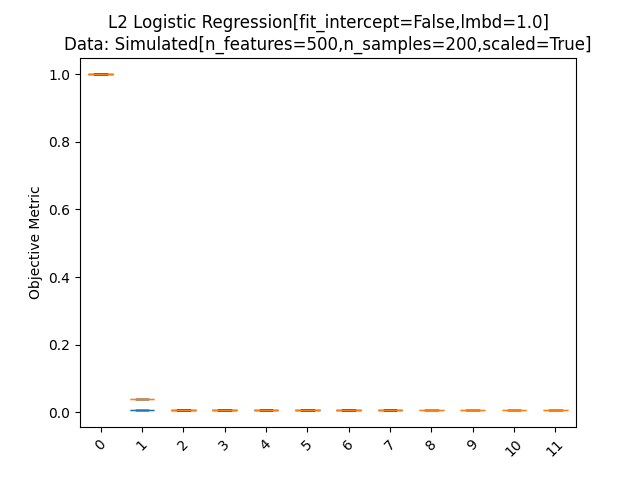 L2 Logistic Regression[fit_intercept=False,lmbd=1.0]
Data: Simulated[n_features=500,n_samples=200,scaled=True]
Objective Metric
1.0
0.8
0.6
0.4
0.2
0.0
0 1 2 3 4 5 6 7 8 9 10 11